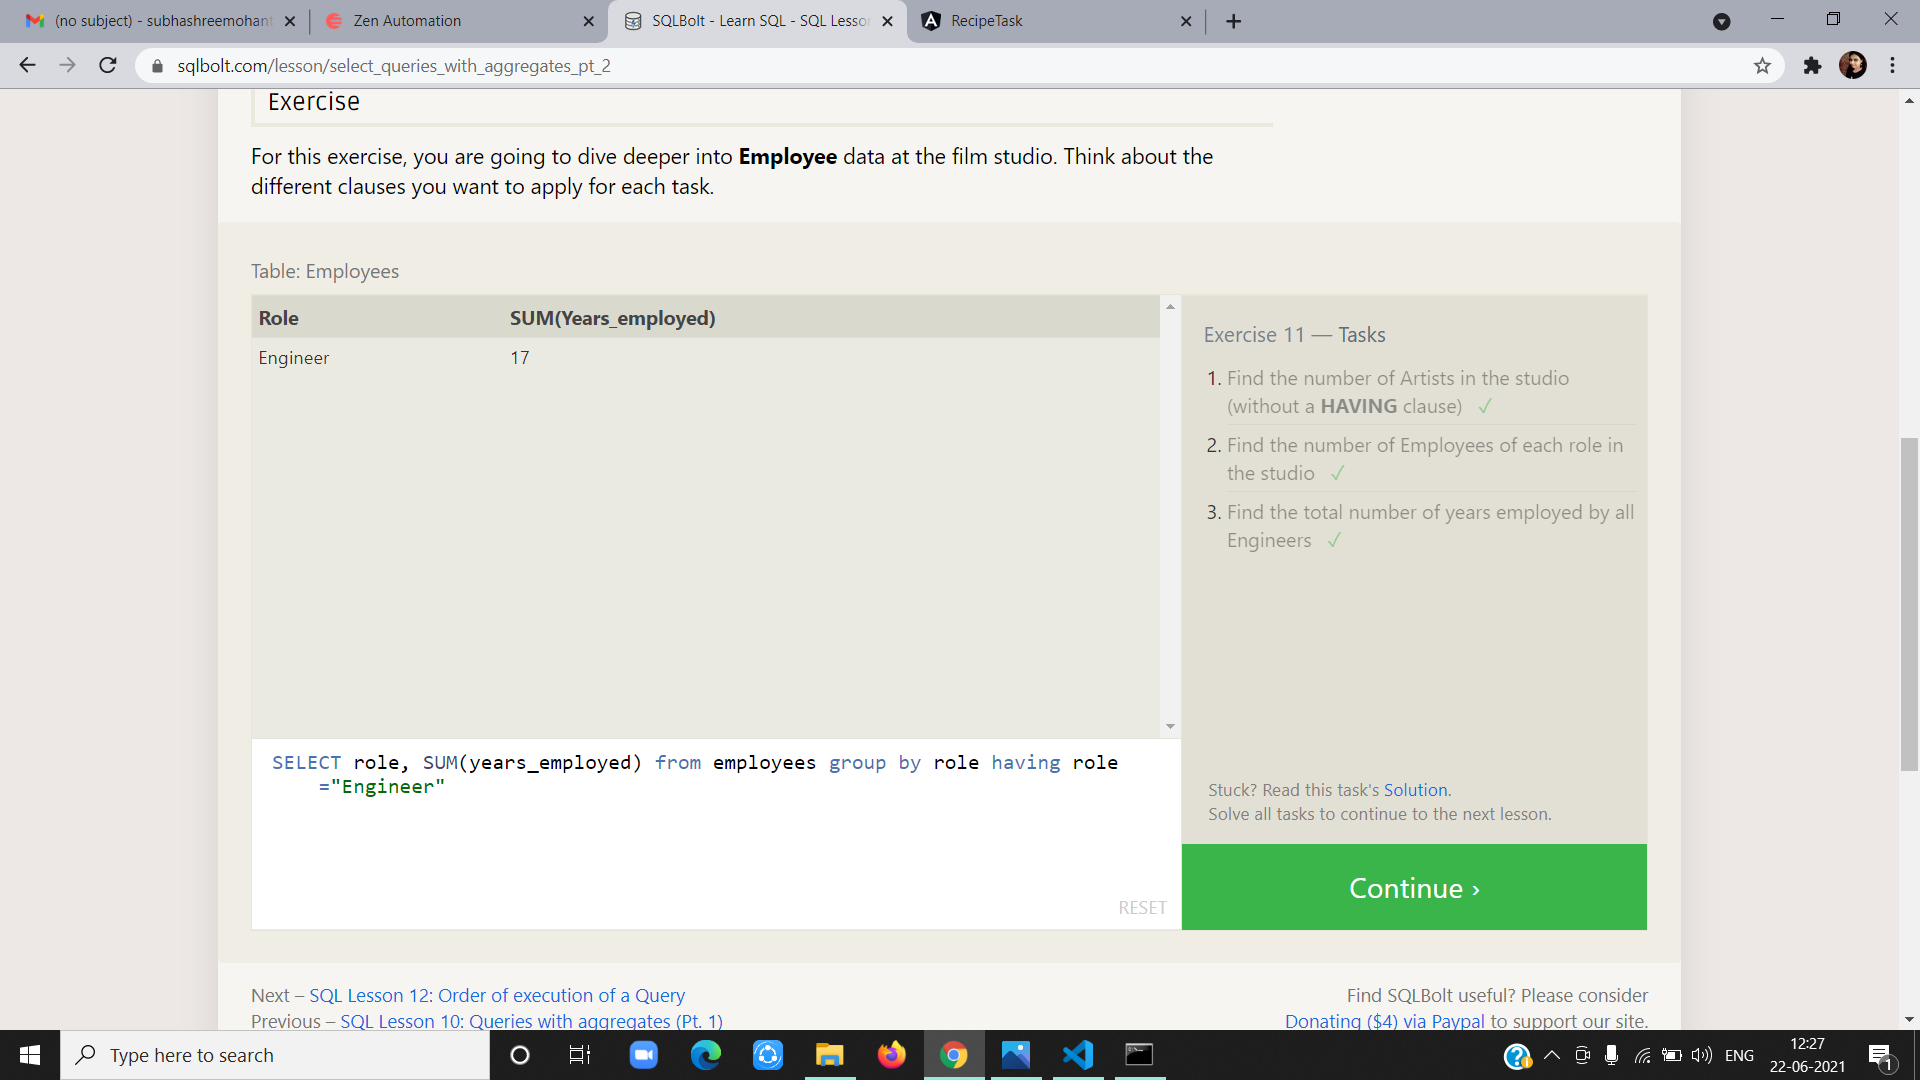 (no subject) - subhashreemohant
Zen Automation
SQLBolt - Learn SQL - SQL Lesson
RecipeTask
sqlbolt.com/lesson/select_queries_with_aggregates_pt_2
Exercise
For this exercise, you are going to dive deeper into Employee data at the film studio. Think about the
different clauses you want to apply for each task.
Table: Employees
Role SUM(Years_employed)
Engineer 17
SELECT role, SUM(years_employed) from employees group by role having role
="Engineer"
RESET
Exercise 11 — Tasks
1. Find the number of Artists in the studio
(without a HAVING clause) ✓
2. Find the number of Employees of each role in
the studio ✓
3. Find the total number of years employed by all
Engineers ✓
Stuck? Read this task's Solution.
Solve all tasks to continue to the next lesson.
Continue ›
Next – SQL Lesson 12: Order of execution of a Query
Previous – SQL Lesson 10: Queries with aggregates (Pt. 1)
Find SQLBolt useful? Please consider
Donating ($4) via Paypal to support our site.
Type here to search
ENG
12:27
22-06-2021
1